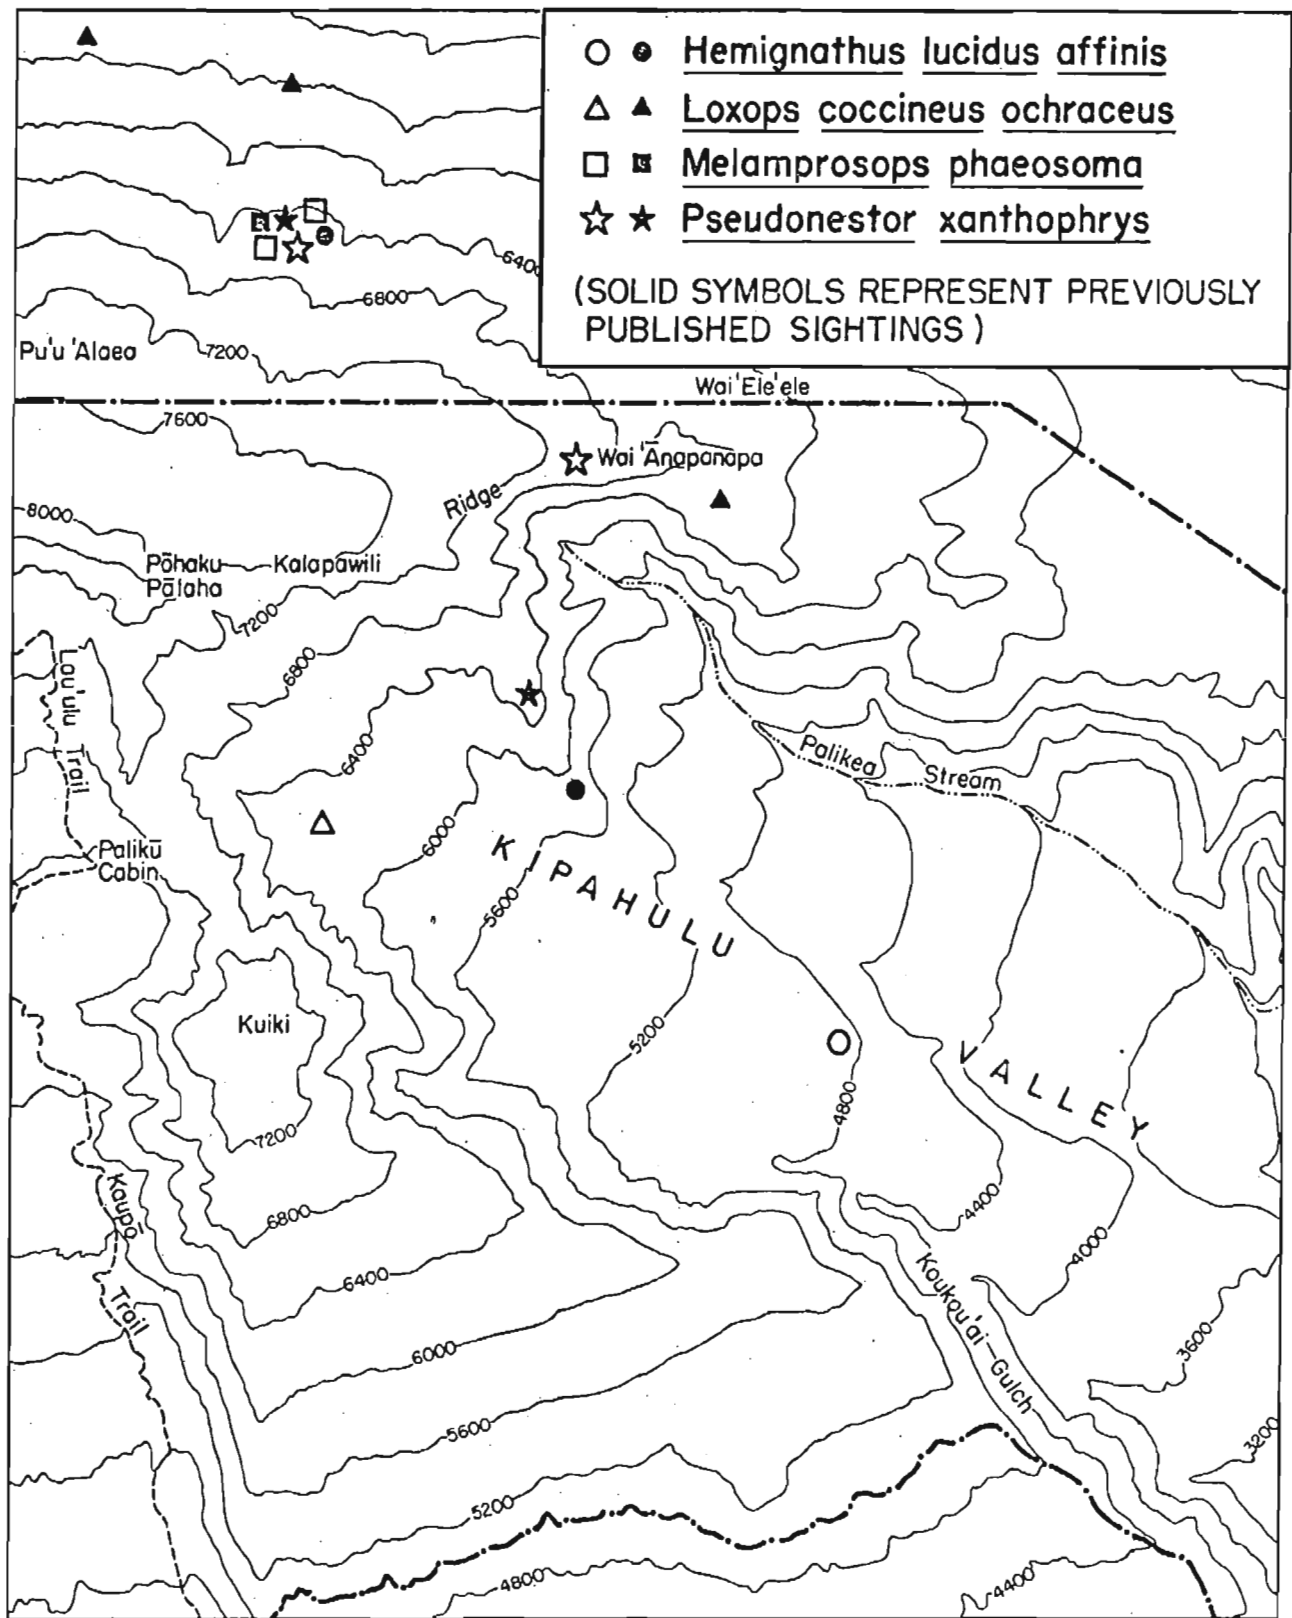 Hemignathus lucidus affinis
Loxops coccineus ochraceus
Melamprosops phaeosoma
Pseudonestor xanthophrys
(SOLID SYMBOLS REPRESENT PREVIOUSLY
PUBLISHED SIGHTINGS)
6400
6800
Pu'u 'Alaea
7200
Wai 'Ele'ele
7600
Wai 'Ānapanapa
Ridge
8000
Pōhaku Kalapawili
Pālaha
7200
6800
Lau'ulu Trail
6400
Palikea Stream
6000
Palikū
Cabin
KIPAHULU
5600
Kuiki
5200
VALLEY
4800
7200
Kaupō
6800
4400
4000
6400
Koukou'ai Gulch
Trail
6000
3600
5600
3200
5200
4800
4400